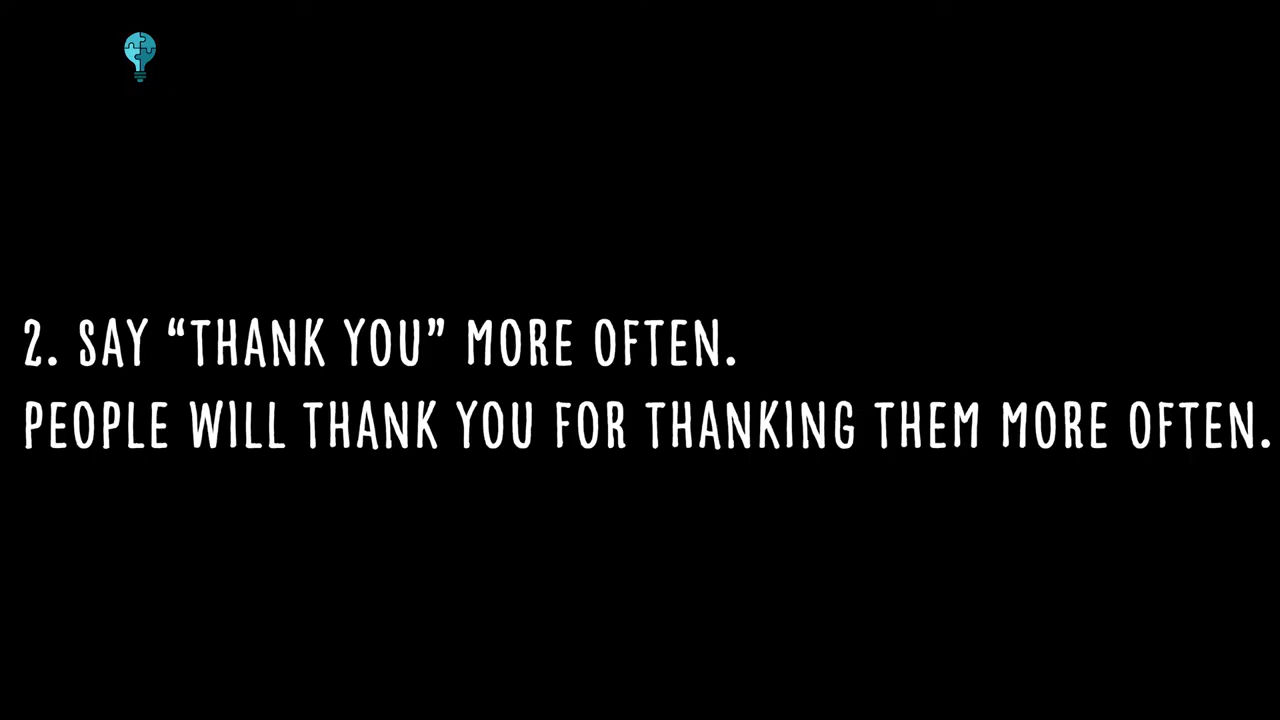 2. SAY “THANK YOU” MORE OFTEN.
PEOPLE WILL THANK YOU FOR THANKING THEM MORE OFTEN.